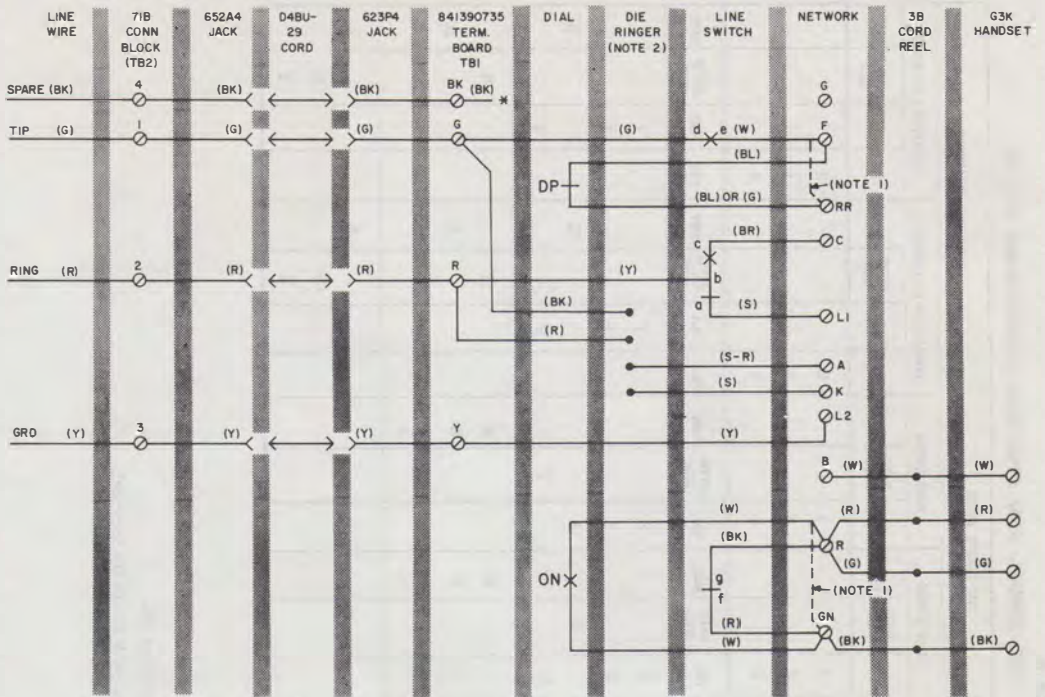 LINE WIRE
71B CONN BLOCK (TB2)
652A4 JACK
D4BU-29 CORD
623P4 JACK
841390735 TERM. BOARD TB1
DIAL
DIE RINGER (NOTE 2)
LINE SWITCH
NETWORK
3B CORD REEL
G3K HANDSET
SPARE (BK) 4 (BK) (BK) BK (BK) * G
TIP (G) 1 (G) (G) G (G) d e (W) F
(BL)
DP (NOTE 1)
(BL) OR (G) RR
c (BR) C
RING (R) 2 (R) (R) R (Y) b
a (S) L1
(BK)
(R)
(S-R) A
(S) K
L2
GRD (Y) 3 (Y) (Y) Y (Y)
B (W) (W)
(W) (R) (R)
(BK) R
(G) (G)
ON g f (NOTE 1)
(R) GN
(W) (BK) (BK)